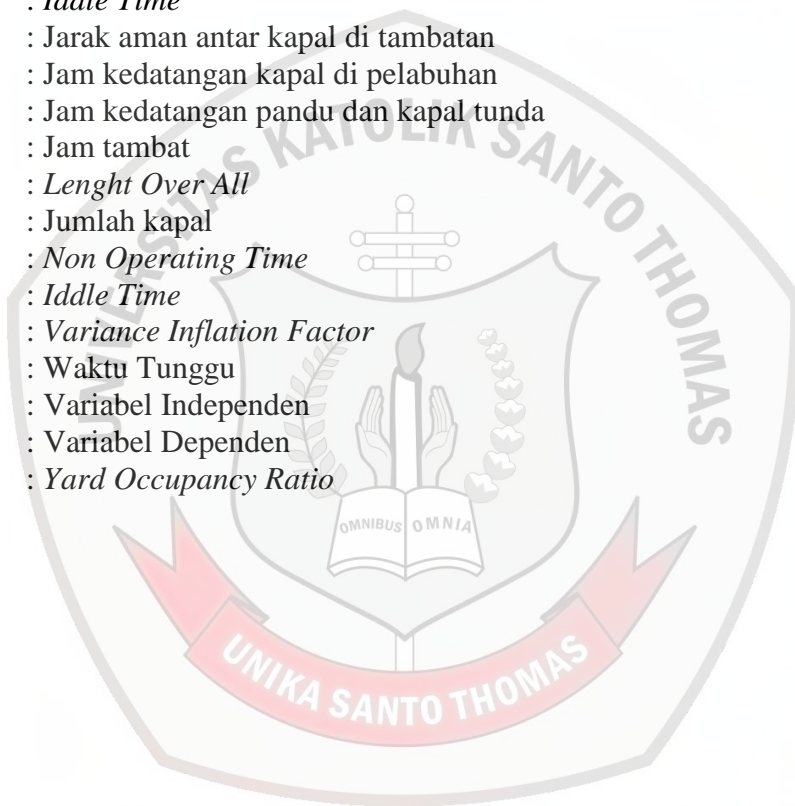 : Iddle Time
: Jarak aman antar kapal di tambatan
: Jam kedatangan kapal di pelabuhan
: Jam kedatangan pandu dan kapal tunda
: Jam tambat
: Lenght Over All
: Jumlah kapal
: Non Operating Time
: Iddle Time
: Variance Inflation Factor
: Waktu Tunggu
: Variabel Independen
: Variabel Dependen
: Yard Occupancy Ratio
UNIVERSITAS KATOLIK SANTO THOMAS
OMNIBUS OMNIA
UNIKA SANTO THOMAS